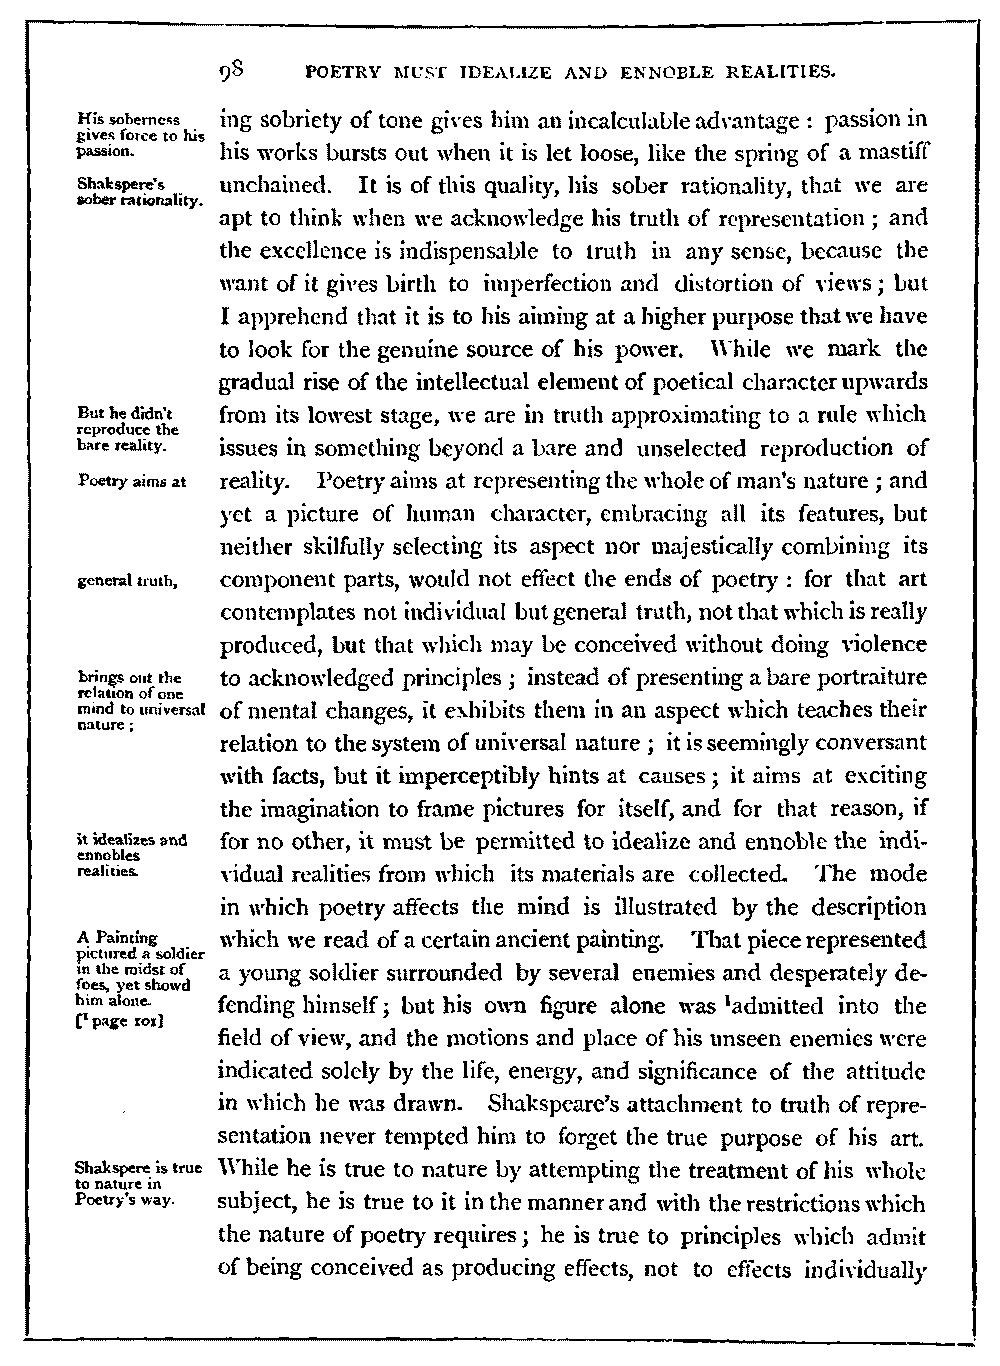 98 POETRY MUST IDEALIZE AND ENNOBLE REALITIES.
His soberness
gives force to his
passion.
Shakspere's
sober rationality.
But he didn't
reproduce the
bare reality.
Poetry aims at
general truth,
brings out the
relation of one
mind to universal
nature ;
it idealizes and
ennobles
realities.
A Painting
pictured a soldier
in the midst of
foes, yet showd
him alone.
[¹ page 101]
Shakspere is true
to nature in
Poetry's way.
ing sobriety of tone gives him an incalculable advantage : passion in
his works bursts out when it is let loose, like the spring of a mastiff
unchained. It is of this quality, his sober rationality, that we are
apt to think when we acknowledge his truth of representation ; and
the excellence is indispensable to truth in any sense, because the
want of it gives birth to imperfection and distortion of views ; but
I apprehend that it is to his aiming at a higher purpose that we have
to look for the genuine source of his power. While we mark the
gradual rise of the intellectual element of poetical character upwards
from its lowest stage, we are in truth approximating to a rule which
issues in something beyond a bare and unselected reproduction of
reality. Poetry aims at representing the whole of man's nature ; and
yet a picture of human character, embracing all its features, but
neither skilfully selecting its aspect nor majestically combining its
component parts, would not effect the ends of poetry : for that art
contemplates not individual but general truth, not that which is really
produced, but that which may be conceived without doing violence
to acknowledged principles ; instead of presenting a bare portraiture
of mental changes, it exhibits them in an aspect which teaches their
relation to the system of universal nature ; it is seemingly conversant
with facts, but it imperceptibly hints at causes ; it aims at exciting
the imagination to frame pictures for itself, and for that reason, if
for no other, it must be permitted to idealize and ennoble the indi-
vidual realities from which its materials are collected. The mode
in which poetry affects the mind is illustrated by the description
which we read of a certain ancient painting. That piece represented
a young soldier surrounded by several enemies and desperately de-
fending himself ; but his own figure alone was ¹admitted into the
field of view, and the motions and place of his unseen enemies were
indicated solely by the life, energy, and significance of the attitude
in which he was drawn. Shakspeare's attachment to truth of repre-
sentation never tempted him to forget the true purpose of his art.
While he is true to nature by attempting the treatment of his whole
subject, he is true to it in the manner and with the restrictions which
the nature of poetry requires ; he is true to principles which admit
of being conceived as producing effects, not to effects individually